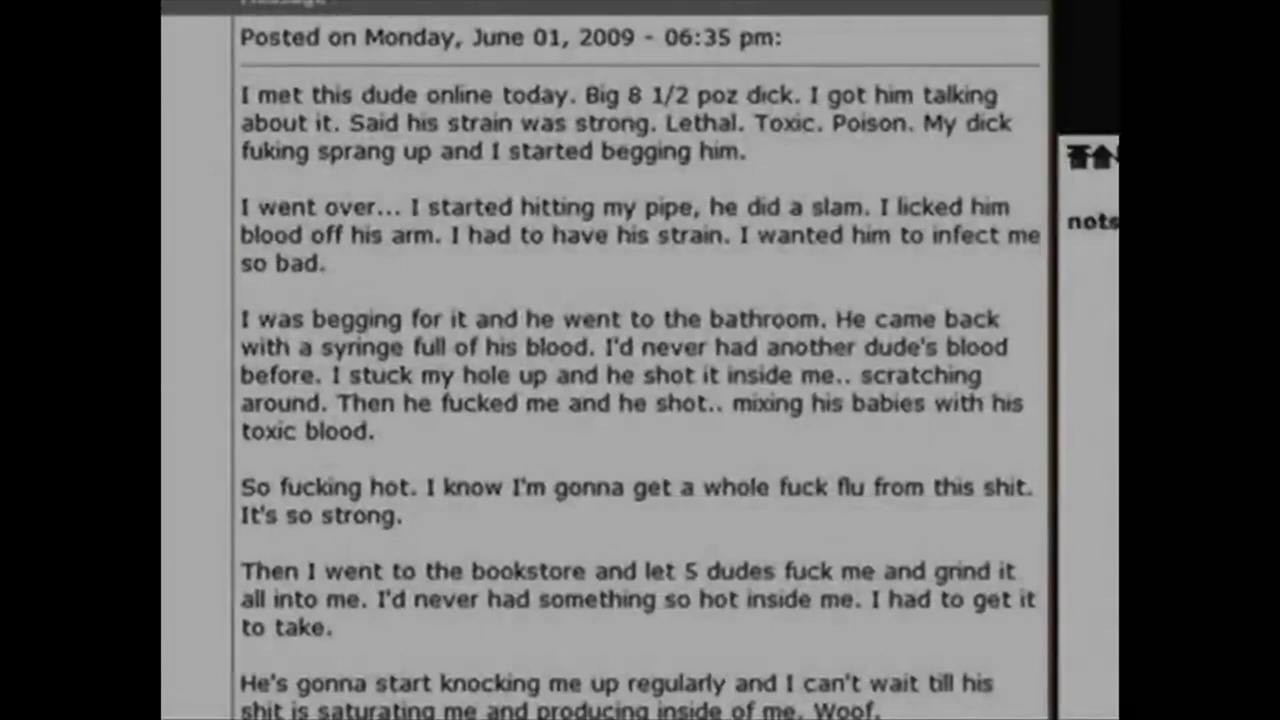 Posted on Monday, June 01, 2009 - 06:35 pm:
I met this dude online today. Big 8 1/2 poz dick. I got him talking
about it. Said his strain was strong. Lethal. Toxic. Poison. My dick
fuking sprang up and I started begging him.
I went over... I started hitting my pipe, he did a slam. I licked him
blood off his arm. I had to have his strain. I wanted him to infect me
so bad.
I was begging for it and he went to the bathroom. He came back
with a syringe full of his blood. I'd never had another dude's blood
before. I stuck my hole up and he shot it inside me.. scratching
around. Then he fucked me and he shot.. mixing his babies with his
toxic blood.
So fucking hot. I know I'm gonna get a whole fuck flu from this shit.
It's so strong.
Then I went to the bookstore and let 5 dudes fuck me and grind it
all into me. I'd never had something so hot inside me. I had to get it
to take.
He's gonna start knocking me up regularly and I can't wait till his
shit is saturating me and producing inside of me. Woof.
nots